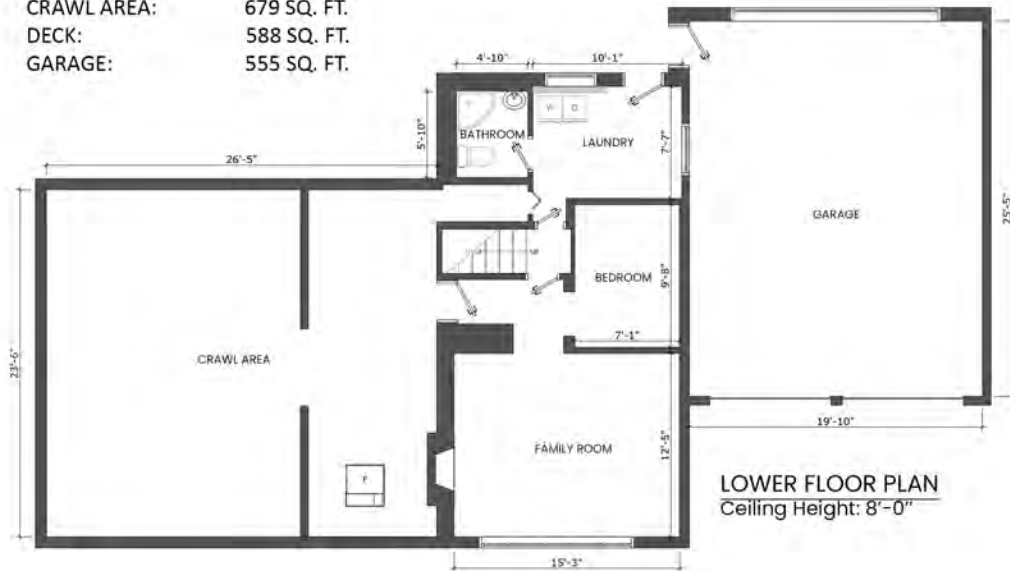 CRAWL AREA: 679 SQ. FT.
DECK: 588 SQ. FT.
GARAGE: 555 SQ. FT.
4'-10"
10'-1"
5'-10"
BATHROOM
W
D
LAUNDRY
7'-7"
26'-5"
GARAGE
25'-5"
BEDROOM
9'-8"
7'-1"
23'-6"
CRAWL AREA
19'-10"
FAMILY ROOM
12'-5"
F
LOWER FLOOR PLAN
Ceiling Height: 8'-0"
15'-3"